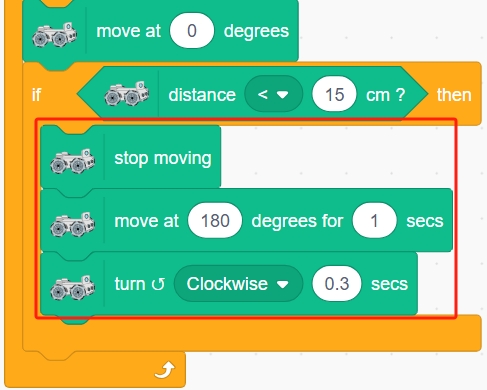 move at 0 degrees
if distance < 15 cm ? then
stop moving
move at 180 degrees for 1 secs
turn ↺ Clockwise 0.3 secs